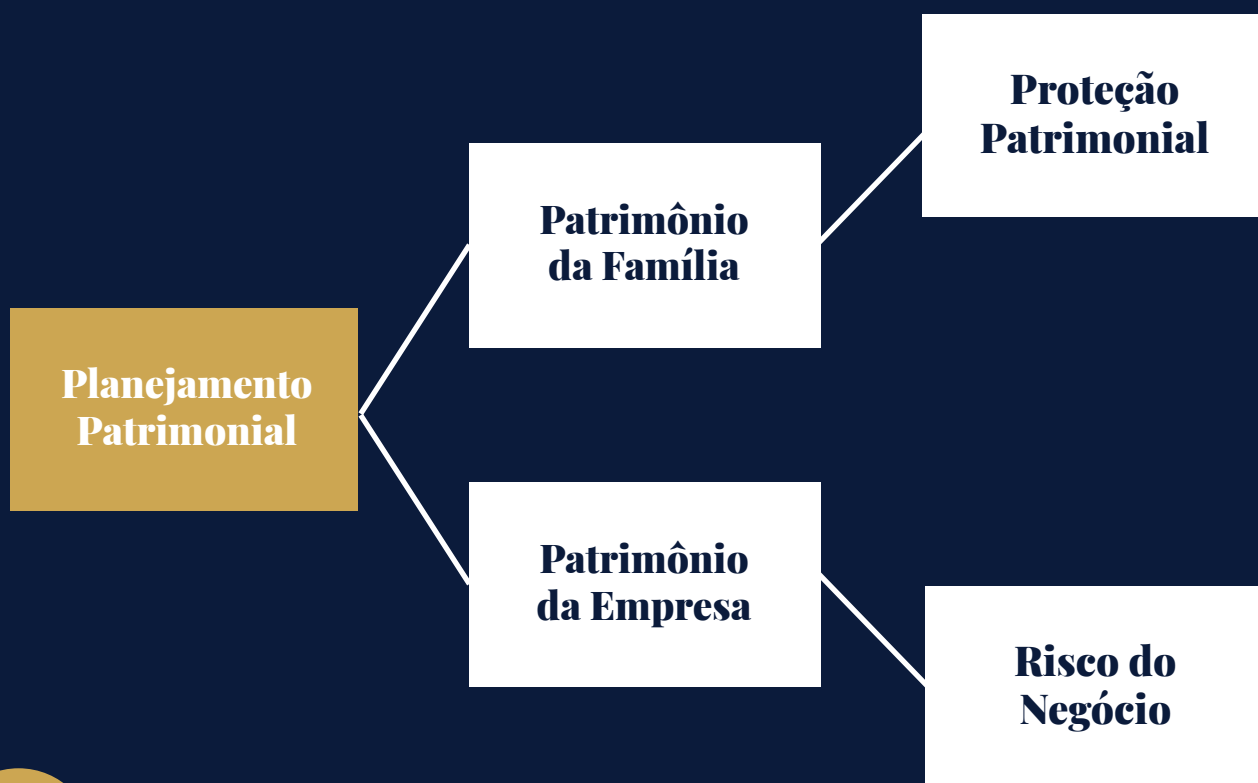 Planejamento
Patrimonial
Patrimônio
da Família
Proteção
Patrimonial
Patrimônio
da Empresa
Risco do
Negócio